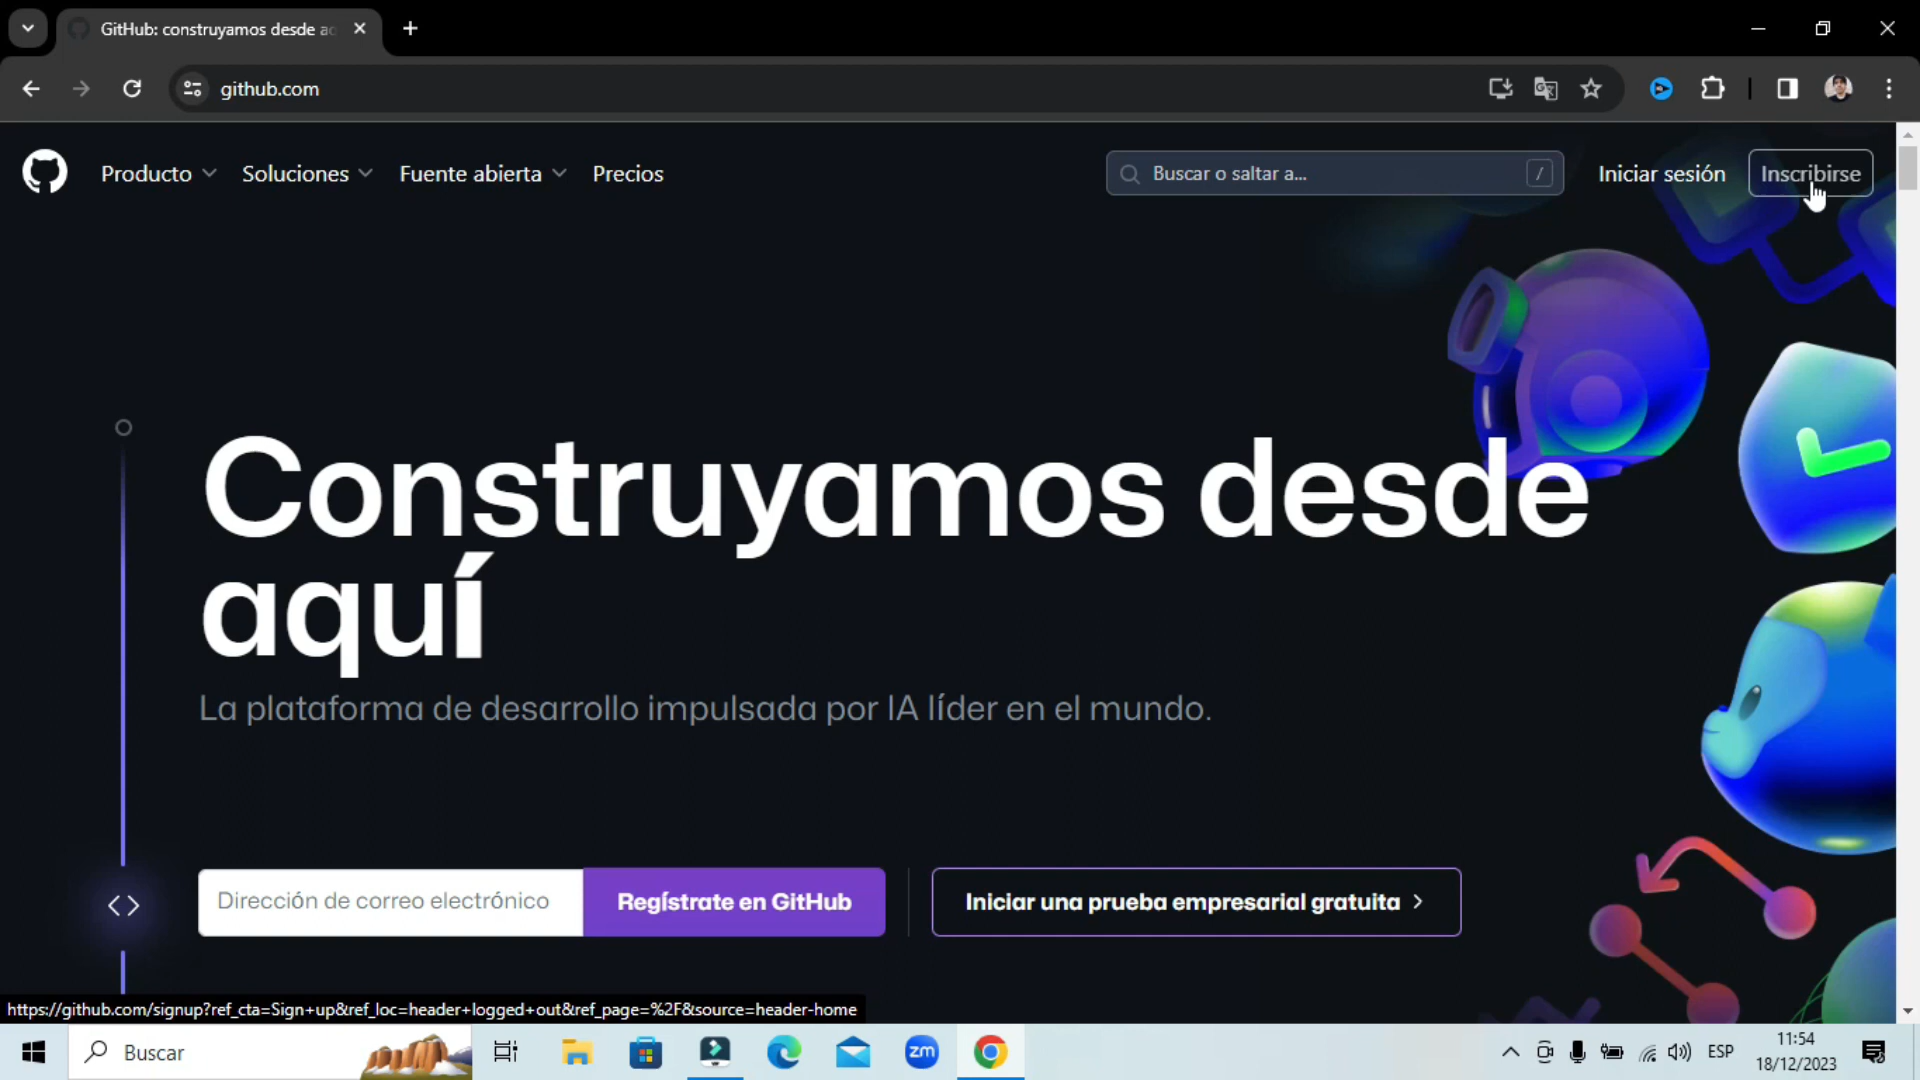 GitHub: construyamos desde aq
github.com
Producto
Soluciones
Fuente abierta
Precios
Buscar o saltar a...
/
Iniciar sesión
Inscribirse
Construyamos desde
aquí
La plataforma de desarrollo impulsada por IA líder en el mundo.
Dirección de correo electrónico
Regístrate en GitHub
Iniciar una prueba empresarial gratuita
https://github.com/signup?ref_cta=Sign+up&ref_loc=header+logged+out&ref_page=%2F&source=header-home
Buscar
zm
ESP
11:54
18/12/2023